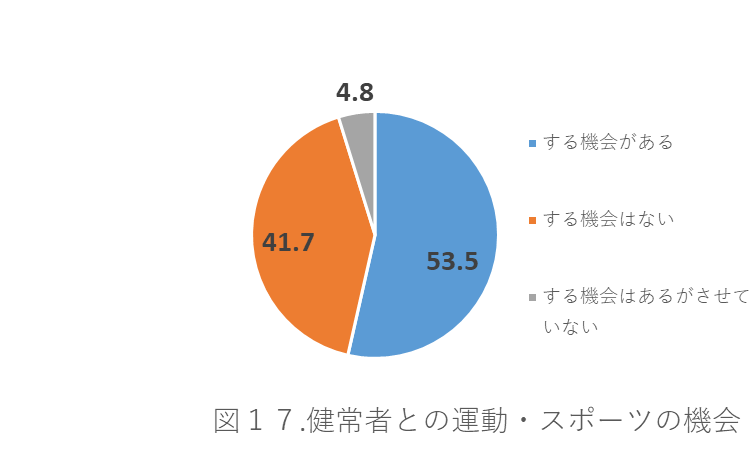 4.8
41.7
53.5
する機会がある
する機会はない
する機会はあるがさせて
いない
図１７.健常者との運動・スポーツの機会